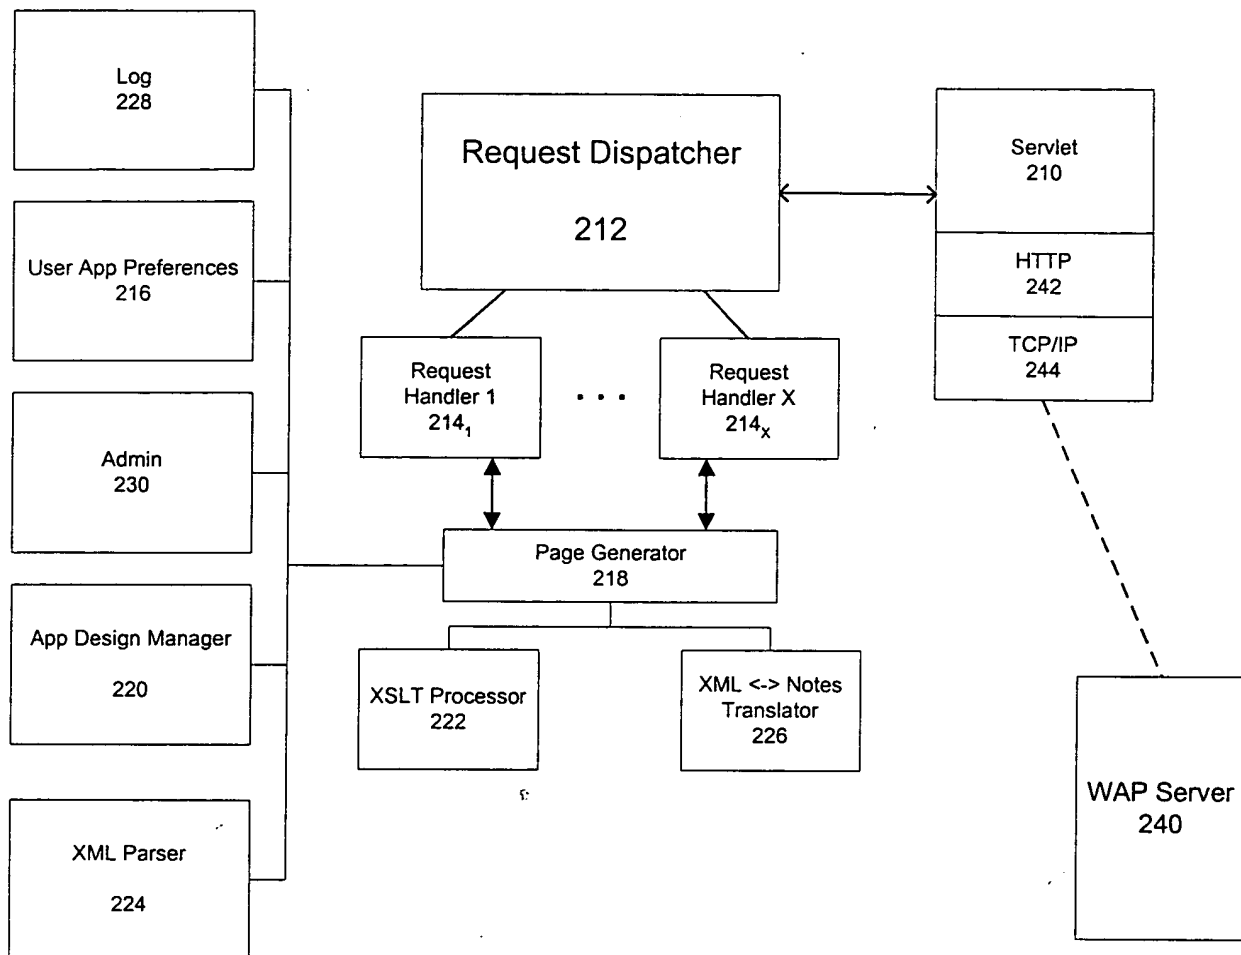 Log
228
User App Preferences
216
Admin
230
App Design Manager
220
XML Parser
224
Request Dispatcher
212
Request
Handler 1
214₁
. . .
Request
Handler X
214ₓ
Page Generator
218
XSLT Processor
222
XML <-> Notes
Translator
226
Servlet
210
HTTP
242
TCP/IP
244
WAP Server
240